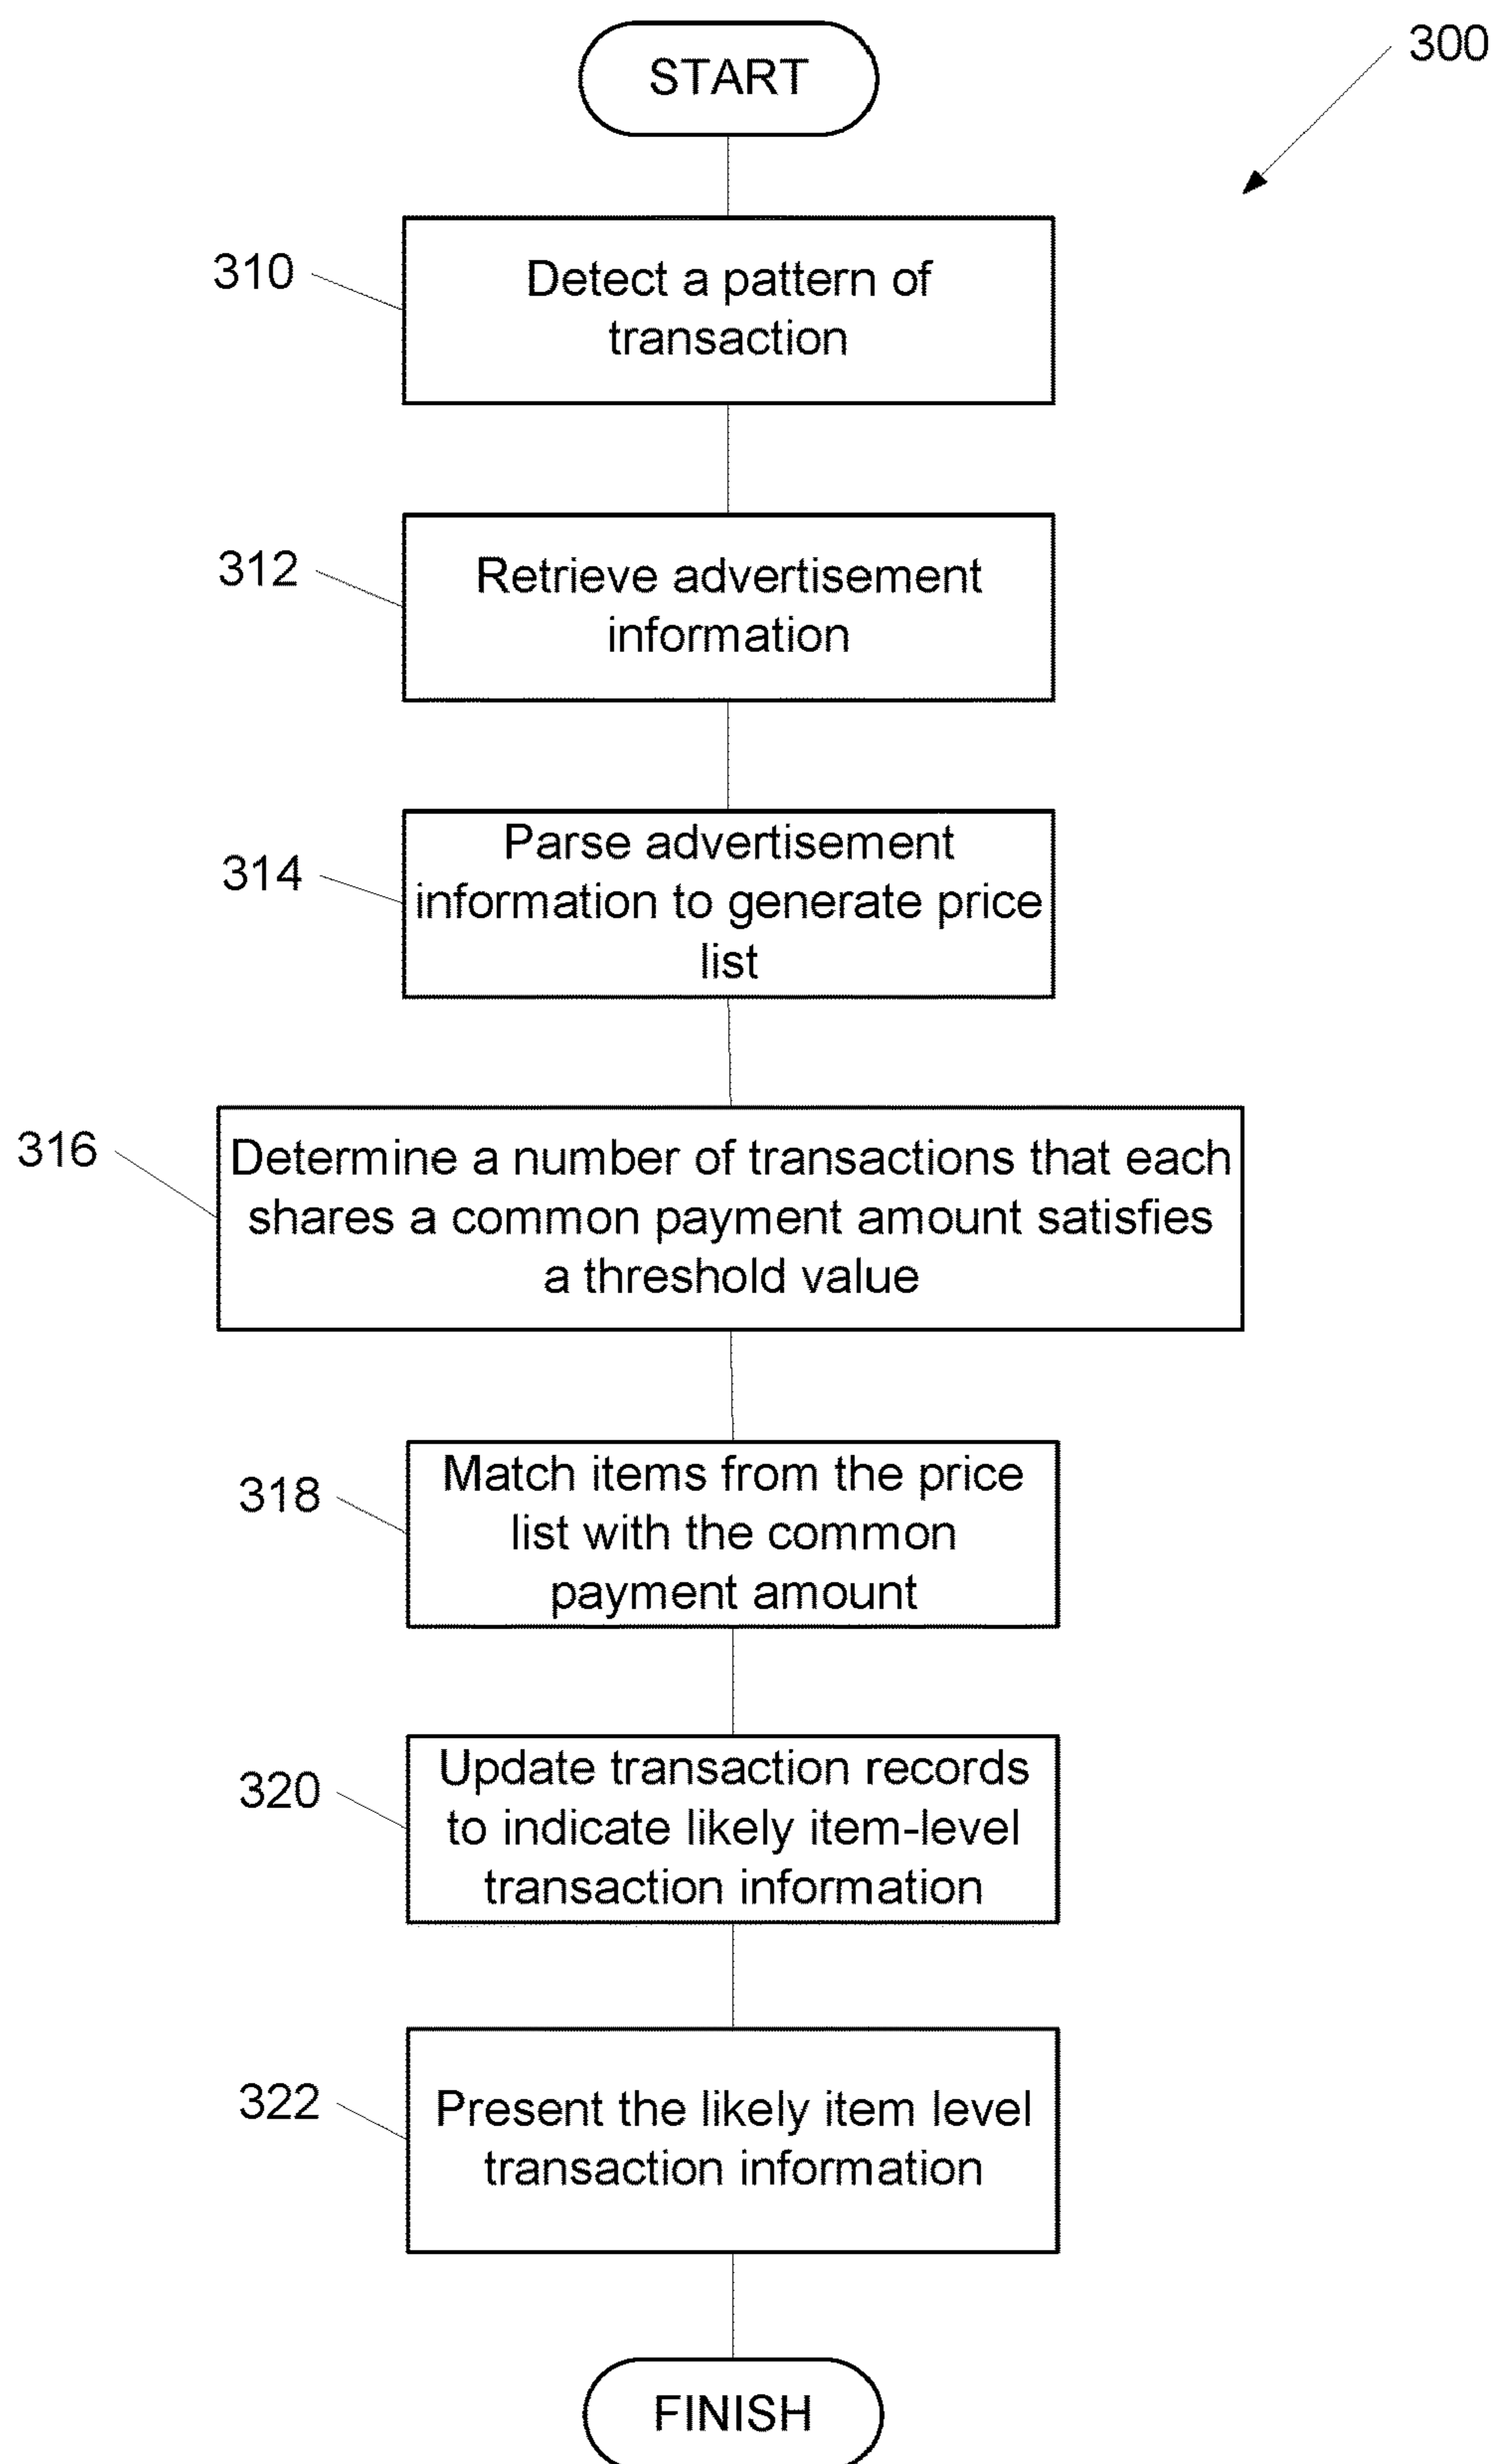 START
300
310
Detect a pattern of
transaction
312
Retrieve advertisement
information
314
Parse advertisement
information to generate price
list
316
Determine a number of transactions that each
shares a common payment amount satisfies
a threshold value
318
Match items from the price
list with the common
payment amount
320
Update transaction records
to indicate likely item-level
transaction information
322
Present the likely item level
transaction information
FINISH